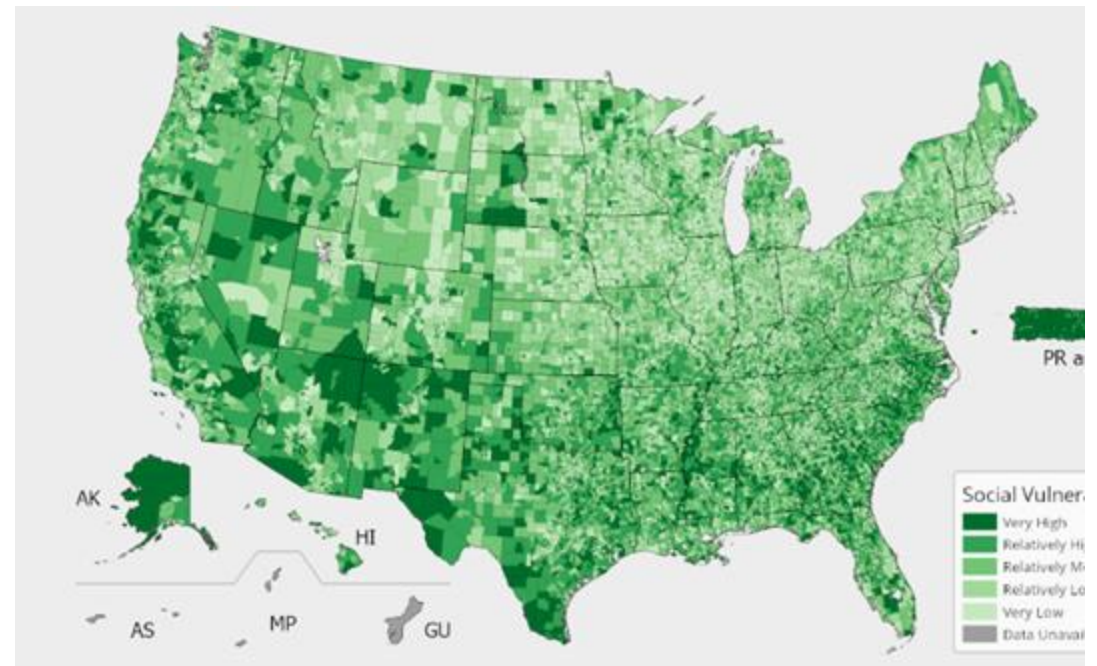 AK
HI
AS
MP
GU
PR a
Social Vulnera
Very High
Relatively Hi
Relatively M
Relatively Lo
Very Low
Data Unavai